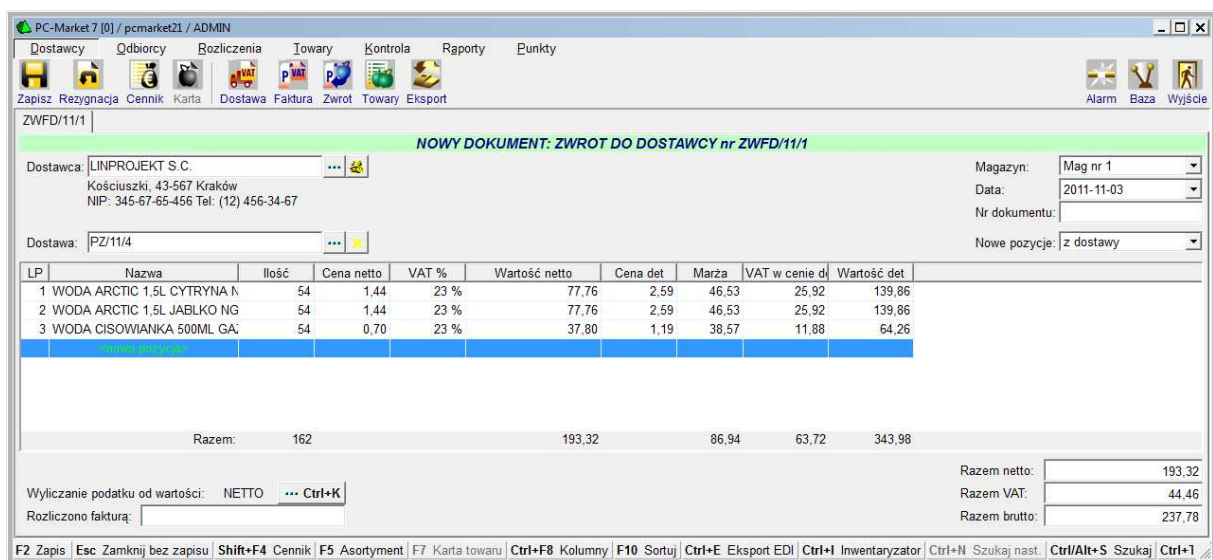 PC-Market 7 [0] / pcmarket21 / ADMIN
Dostawcy Odbiorcy Rozliczenia Towary Kontrola Raporty Punkty
VAT P VAT P
Zapisz Rezygnacja Cennik Karta Dostawa Faktura Zwrot Towary Eksport Alarm Baza Wyjście
ZWFD/11/1
NOWY DOKUMENT: ZWROT DO DOSTAWCY nr ZWFD/11/1
Dostawca: LINPROJEKT S.C. ... Magazyn: Mag nr 1
Kościuszki, 43-567 Kraków Data: 2011-11-03
NIP: 345-67-65-456 Tel: (12) 456-34-67
Nr dokumentu:
Dostawa: PZ/11/4 ... Nowe pozycje: z dostawy
LP Nazwa Ilość Cena netto VAT % Wartość netto Cena det Marża VAT w cenie d Wartość det
1 WODA ARCTIC 1,5L CYTRYNA N 54 1,44 23 % 77,76 2,59 46,53 25,92 139,86
2 WODA ARCTIC 1,5L JABLKO NG 54 1,44 23 % 77,76 2,59 46,53 25,92 139,86
3 WODA CISOWIANKA 500ML GAZ 54 0,70 23 % 37,80 1,19 38,57 11,88 64,26
<nowa pozycja>
Razem: 162 193,32 86,94 63,72 343,98
Razem netto: 193,32
Wyliczanie podatku od wartości: NETTO ... Ctrl+K Razem VAT: 44,46
Rozliczono fakturą: Razem brutto: 237,78
F2 Zapis Esc Zamknij bez zapisu Shift+F4 Cennik F5 Asortyment F7 Karta towaru Ctrl+F8 Kolumny F10 Sortuj Ctrl+E Eksport EDI Ctrl+I Inwentaryzator Ctrl+N Szukaj nast. Ctrl/Alt+S Szukaj Ctrl+1